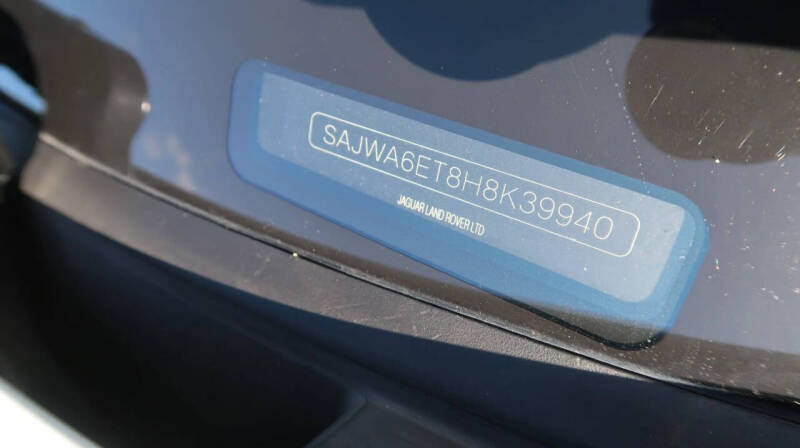 SAJWA6ET8H8K39940
JAGUAR LAND ROVER LTD